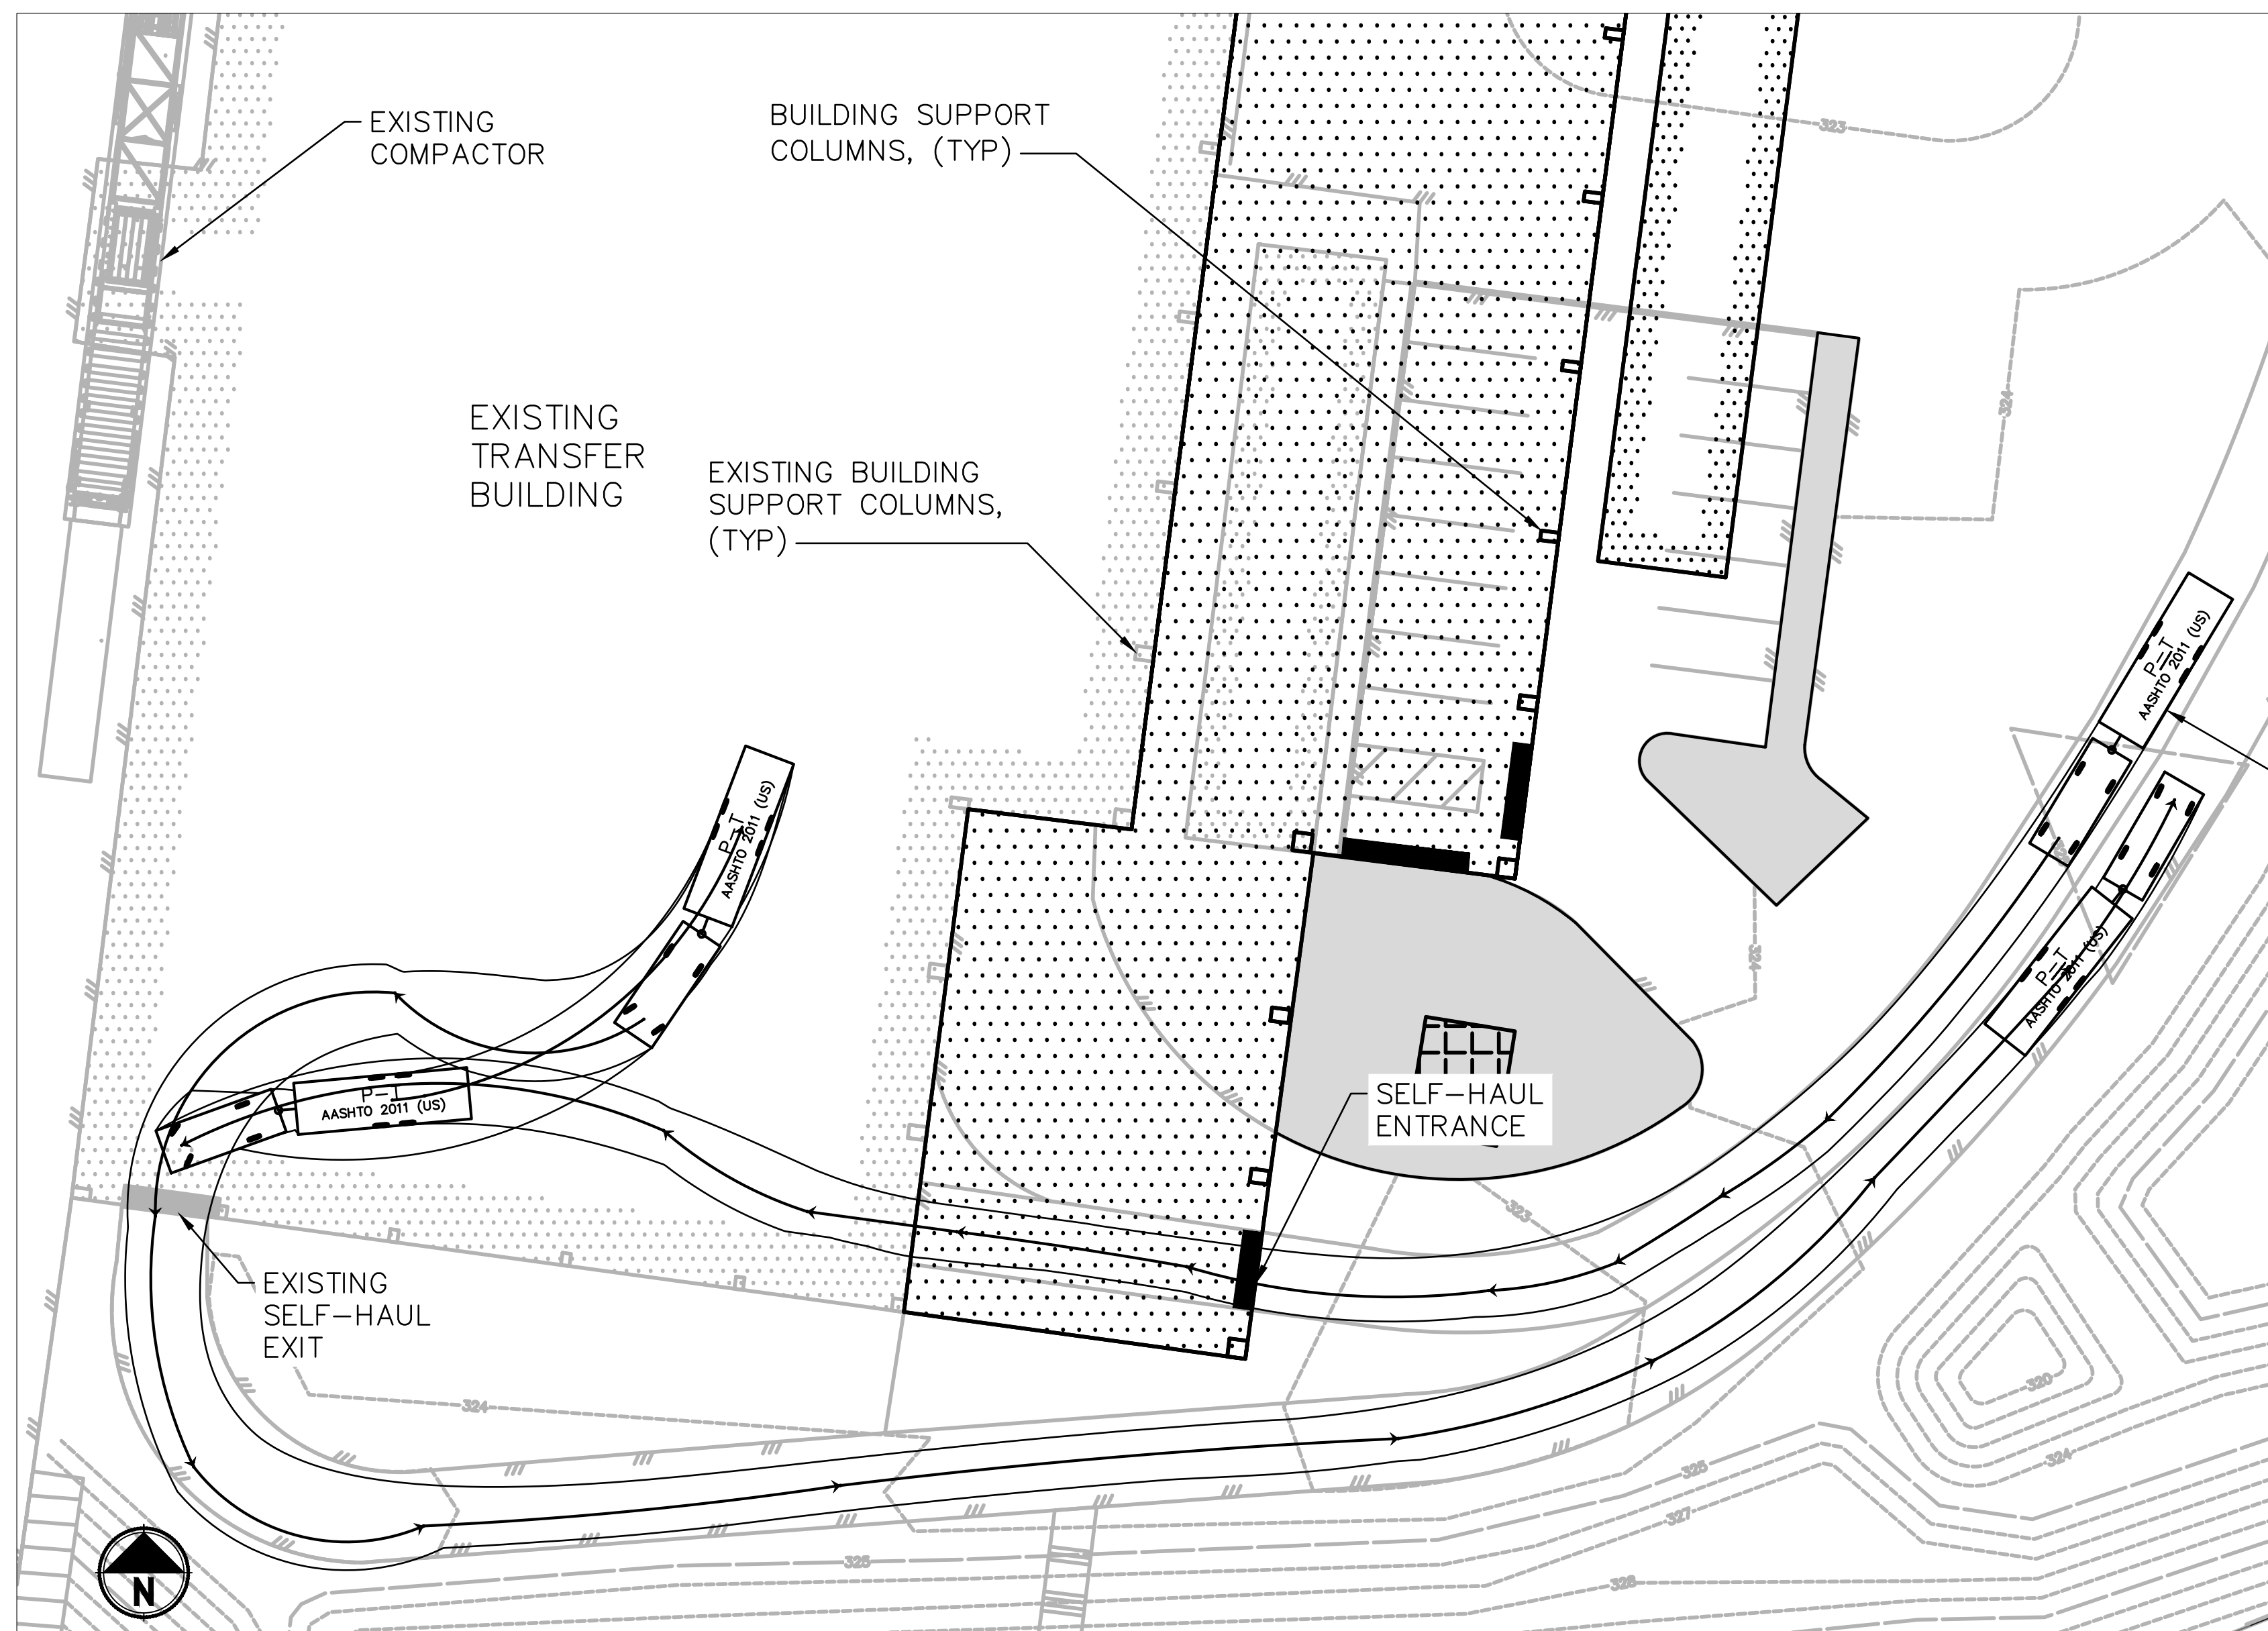 EXISTING
COMPACTOR
BUILDING SUPPORT
COLUMNS, (TYP)
323
324
EXISTING
TRANSFER
BUILDING
EXISTING BUILDING
SUPPORT COLUMNS,
(TYP)
P-T
AASHTO 2011 (US)
P-T
AASHTO 2011 (US)
P-T
AASHTO 2011 (US)
P-T
AASHTO 2011 (US)
324
SELF-HAUL
ENTRANCE
323
EXISTING
SELF-HAUL
EXIT
324
320
324
325
327
325
326
N